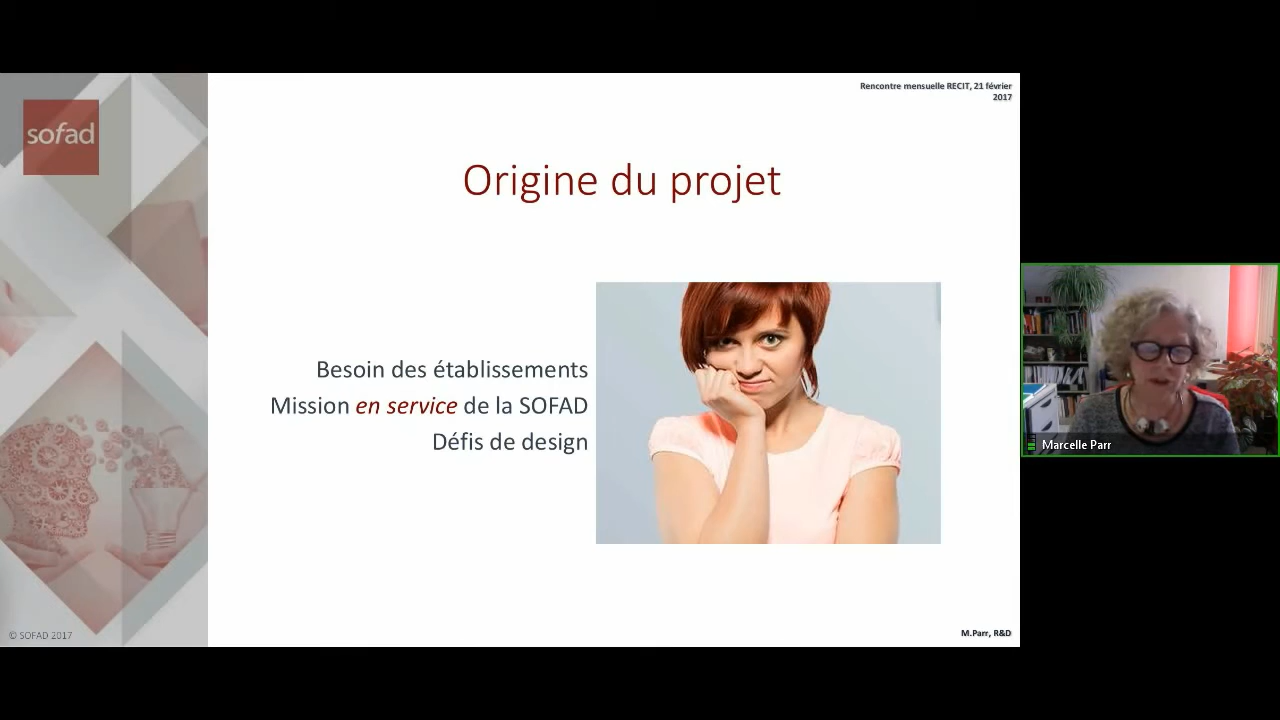 Rencontre mensuelle RECIT, 21 février
2017
sofad
Origine du projet
Besoin des établissements
Mission en service de la SOFAD
Défis de design
Marcelle Parr
© SOFAD 2017
M.Parr, R&D